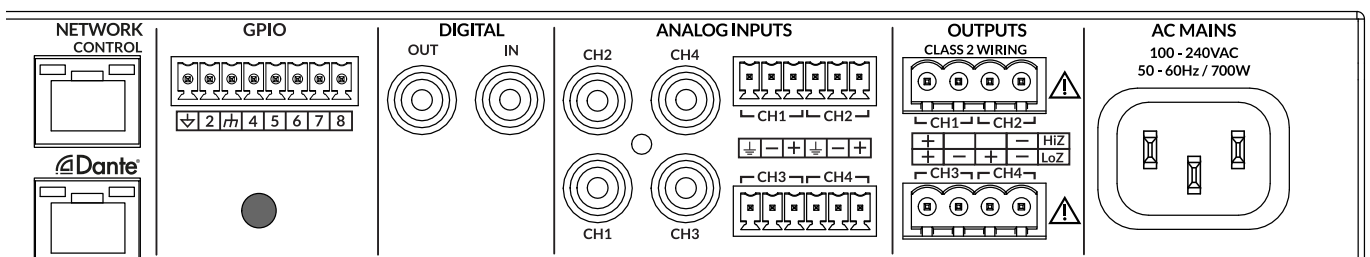 NETWORK
CONTROL
Dante
GPIO
2 4 5 6 7 8
DIGITAL
OUT IN
ANALOG INPUTS
CH2 CH4
CH1 CH3
CH1 CH2
⏚ − + ⏚ − +
CH3 CH4
OUTPUTS
CLASS 2 WIRING
CH1 CH2
+ − HiZ
+ − + − LoZ
CH3 CH4
AC MAINS
100 - 240VAC
50 - 60Hz / 700W